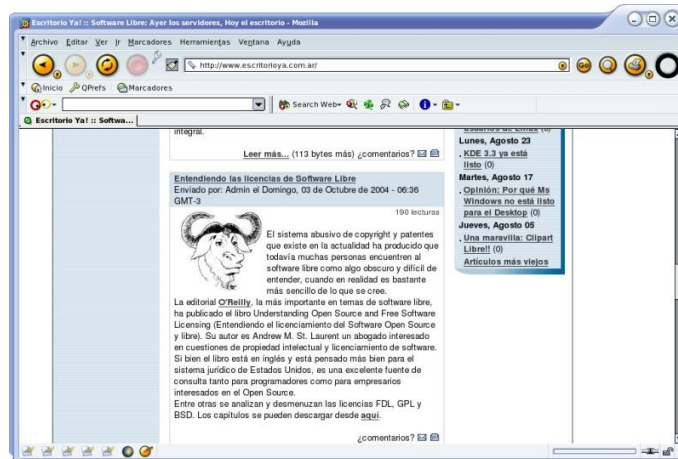 Escritorio Ya! :: Software Libre: Ayer los servidores, Hoy el escritorio - Mozilla
Archivo Editar Ver Ir Marcadores Herramientas Ventana Ayuda
http://www.escritorioya.com.ar/
Go
Inicio QPrefs Marcadores
Search Web
Escritorio Ya! :: Softwa...
integral.
Leer más... (113 bytes más) ¿comentarios?
Entendiendo las licencias de Software Libre
Enviado por: Admin el Domingo, 03 de Octubre de 2004 - 06:36
GMT-3
190 lecturas
El sistema abusivo de copyright y patentes
que existe en la actualidad ha producido que
todavía muchas personas encuentren al
software libre como algo obscuro y difícil de
entender, cuando en realidad es bastante
más sencillo de lo que se cree.
La editorial O'Reilly, la más importante en temas de software libre,
ha publicado el libro Understanding Open Source and Free Software
Licensing (Entendiendo el licenciamiento del Software Open Source
y libre). Su autor es Andrew M. St. Laurent un abogado interesado
en cuestiones de propiedad intelectual y licenciamiento de software.
Si bien el libro está en inglés y está pensado más bien para el
sistema jurídico de Estados Unidos, es una excelente fuente de
consulta tanto para programadores como para empresarios
interesados en el Open Source.
Entre otras se analizan y desmenuzan las licencias FDL, GPL y
BSD. Los capítulos se pueden descargar desde aquí.
¿comentarios?
usuarios de Linux (0)
Lunes, Agosto 23
. KDE 3.3 ya está
listo (0)
Martes, Agosto 17
. Opinión: Por qué Ms
Windows no está listo
para el Desktop (0)
Jueves, Agosto 05
. Una maravilla: Clipart
Libre!! (0)
Artículos más viejos